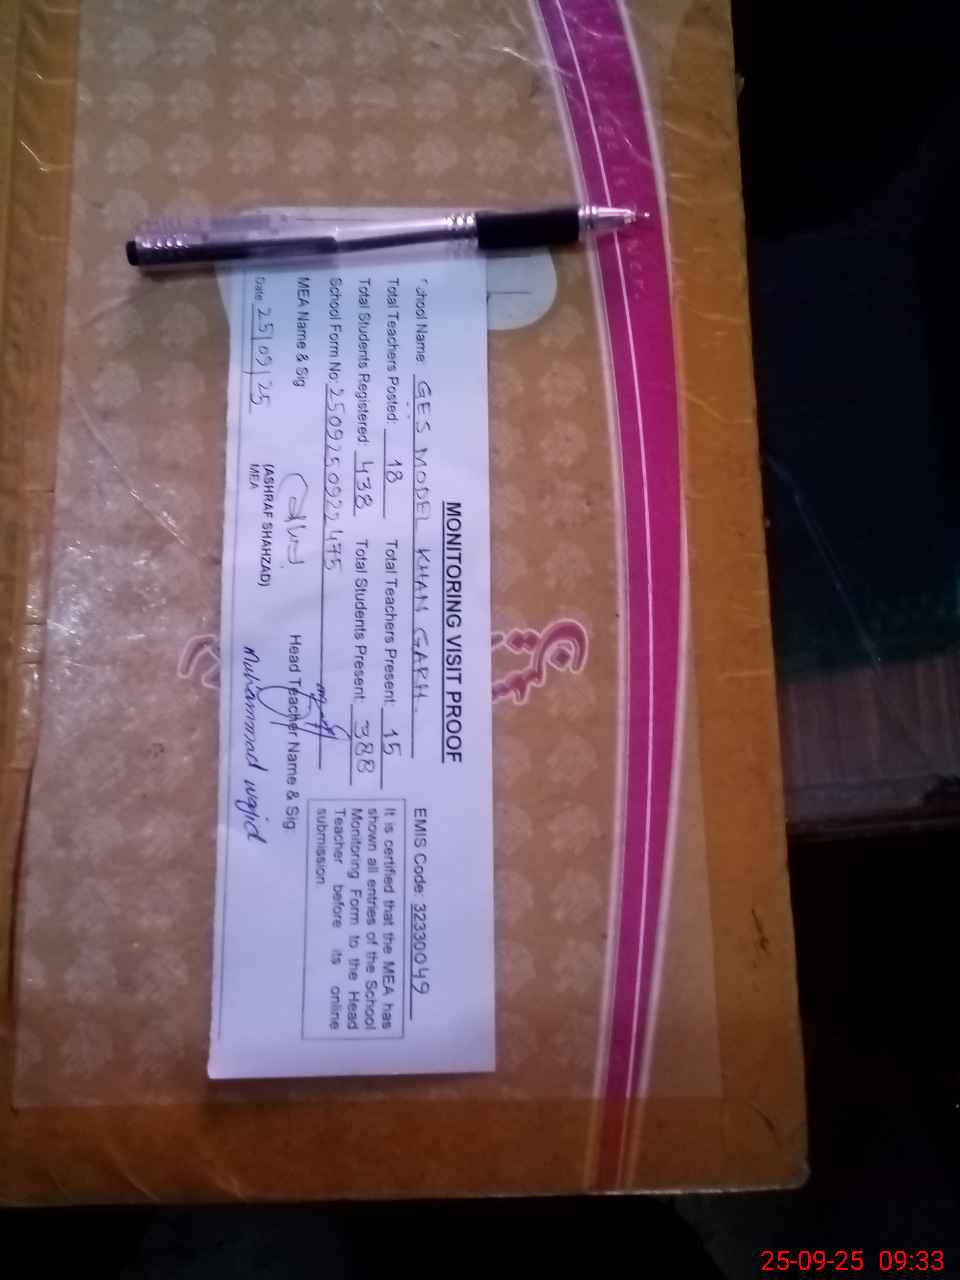 MONITORING VISIT PROOF
School Name: GES MODEL KHAN GARH. EMIS Code: 32330049
Total Teachers Posted: 18 Total Teachers Present: 15
Total Students Registered: 438 Total Students Present: 388
School Form No: 
It is certified that the MEA has
shown all entries of the School
Monitoring Form to the Head
Teacher before its online
submission.
MEA Name & Sig Head Teacher Name & Sig:
(ASHRAF SHAHZAD)
MEA
Muhammad wajid
Date 25/09/25
25-09-25 09:33